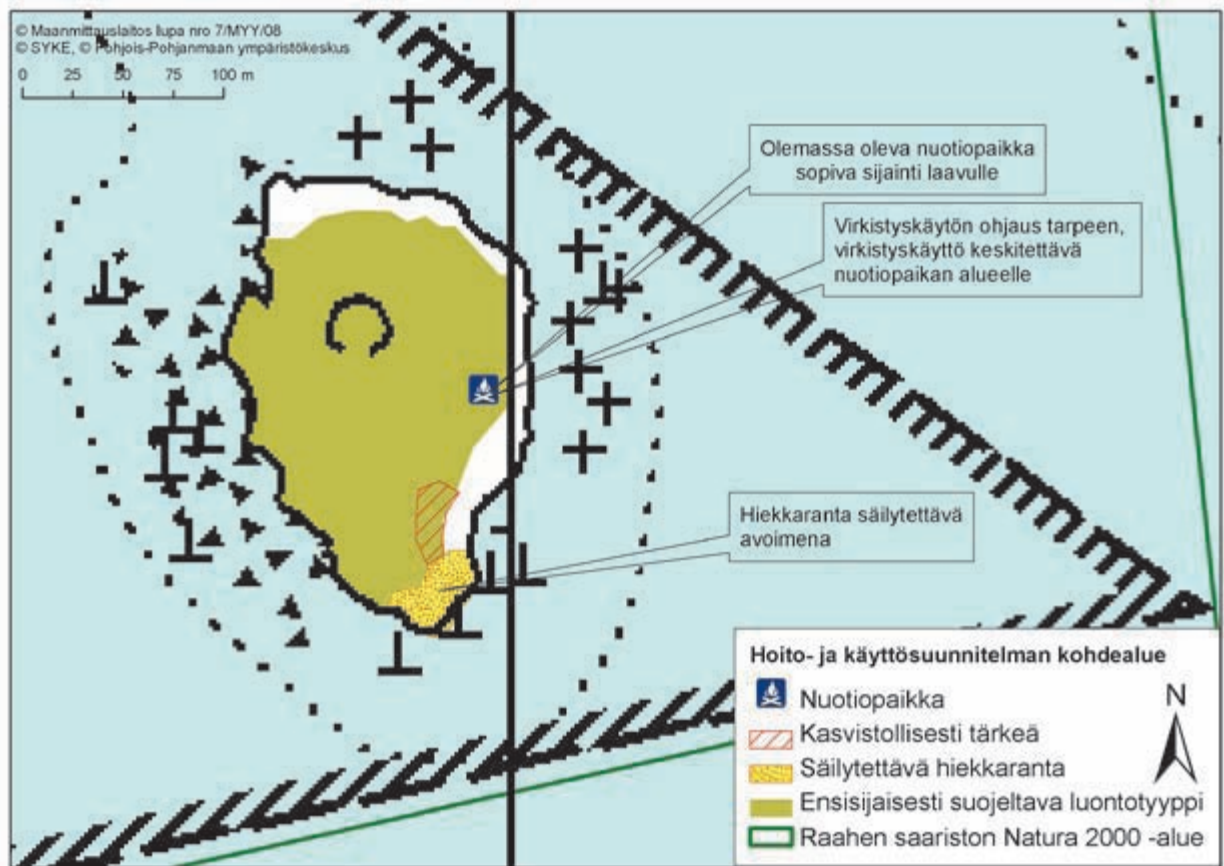 © Maanmittauslaitos lupa nro 7/MYY/08
© SYKE, © Pohjois-Pohjanmaan ympäristökeskus
0 25 50 75 100 m
Olemassa oleva nuotiopaikka
sopiva sijainti laavulle
Virkistyskäytön ohjaus tarpeen,
virkistyskäyttö keskitettävä
nuotiopaikan alueelle
Hiekkaranta säilytettävä
avoimena
Hoito- ja käyttösuunnitelman kohdealue
N
Nuotiopaikka
Kasvistollisesti tärkeä
Säilytettävä hiekkaranta
Ensisijaisesti suojeltava luontotyyppi
Raahen saariston Natura 2000 -alue